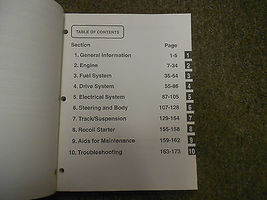 TABLE OF CONTENTS
Section Page
1. General Information 1-5 1
2. Engine 7-34 2
3. Fuel System 35-54 3
4. Drive System 55-86 4
5. Electrical System 87-105 5
6. Steering and Body 107-128 6
7. Track/Suspension 129-154 7
8. Recoil Starter 155-158 8
9. Aids for Maintenance 159-162 9
10. Troubleshooting 163-173 10